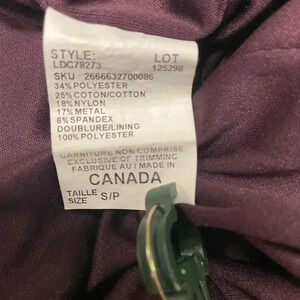 STYLE: LOT
LDC78273 125298
SKU 2666632700086
34% POLYESTER
25% COTON/COTTON
18% NYLON
17% METAL
6% SPANDEX
DOUBLURE/LINING
100% POLYESTER
GARNITURE NON COMPRISE
EXCLUSIVE OF TRIMMING
FABRIQUE AU / MADE IN
CANADA
TAILLE
SIZE S/P